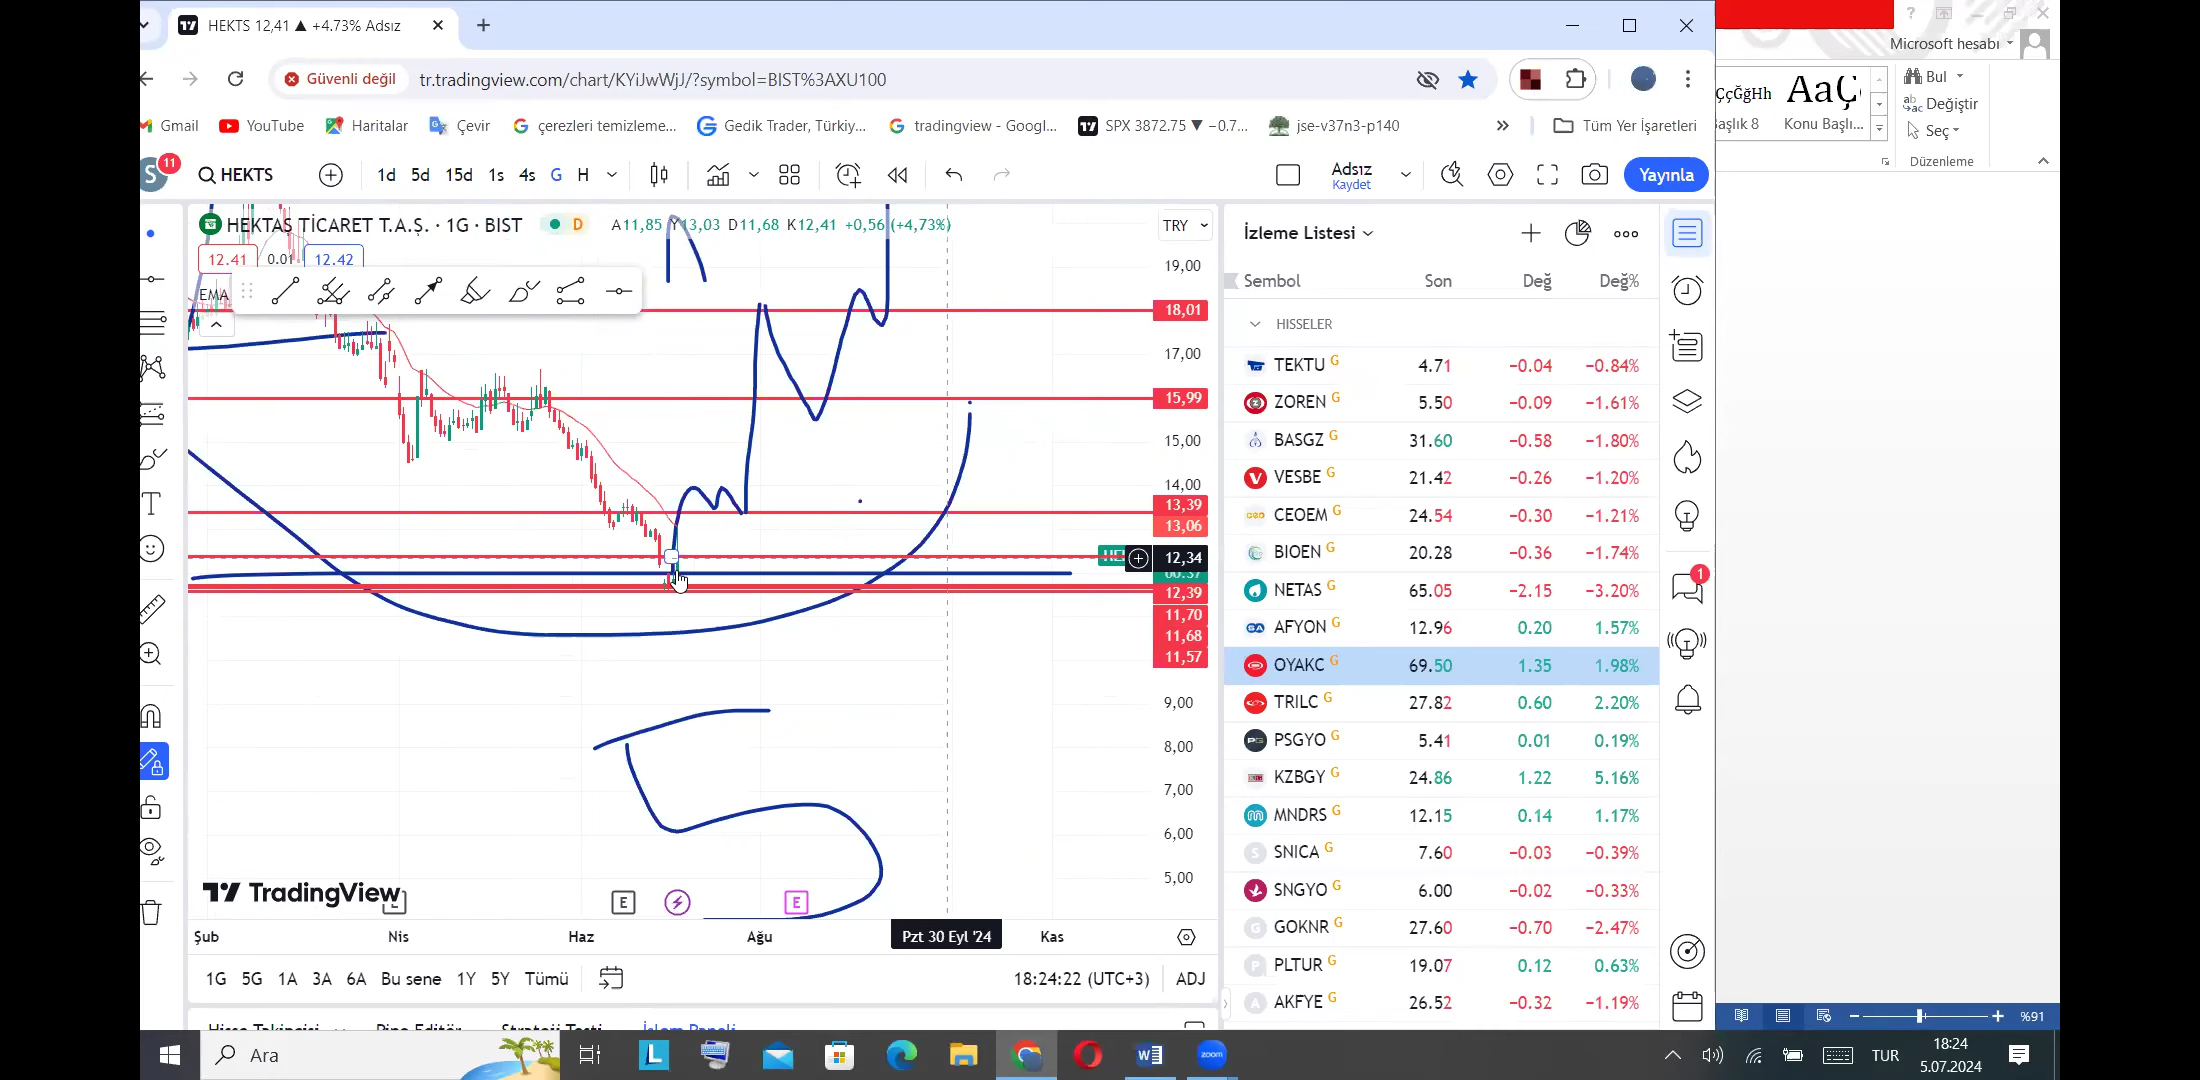 HEKTS 12,41 ▲ +4.73% Adsız
Güvenli değil
tr.tradingview.com/chart/KYiJwWjJ/?symbol=BIST%3AXU100
Gmail YouTube Haritalar Çevir çerezleri temizleme... Gedik Trader, Türkiy... tradingview - Googl... SPX 3872.75 ▼ −0.7... jse-v37n3-p140 » Tüm Yer İşaretleri
S 11 HEKTS 1d 5d 15d 1s 4s G H Adsız Kaydet Yayınla
HEKTAŞ TİCARET T.A.Ş. · 1G · BIST D A11,85 Y13,03 D11,68 K12,41 +0,56 (+4,73%) TRY
12.41 0.01 12.42
EMA
19,00
18,01
17,00
15,99
15,00
14,00
13,39
13,06
12,34
12,39
11,70
11,68
11,57
9,00
8,00
7,00
6,00
5,00
5
TradingView
E E
Şub Nis Haz Ağu Pzt 30 Eyl '24 Kas
1G 5G 1A 3A 6A Bu sene 1Y 5Y Tümü 18:24:22 (UTC+3) ADJ
İzleme Listesi
Sembol Son Değ Değ%
HISSELER
TEKTU G 4.71 −0.04 −0.84%
ZOREN G 5.50 −0.09 −1.61%
BASGZ G 31.60 −0.58 −1.80%
VESBE G 21.42 −0.26 −1.20%
CEOEM G 24.54 −0.30 −1.21%
BIOEN G 20.28 −0.36 −1.74%
NETAS G 65.05 −2.15 −3.20%
AFYON G 12.96 0.20 1.57%
OYAKC G 69.50 1.35 1.98%
TRILC G 27.82 0.60 2.20%
PSGYO G 5.41 0.01 0.19%
KZBGY G 24.86 1.22 5.16%
MNDRS G 12.15 0.14 1.17%
SNICA G 7.60 −0.03 −0.39%
SNGYO G 6.00 −0.02 −0.33%
GOKNR G 27.60 −0.70 −2.47%
PLTUR G 19.07 0.12 0.63%
AKFYE G 26.52 −0.32 −1.19%
1
Microsoft hesabı
ÇçĞğHh AaÇ
aşlık 8 Konu Başlı...
Bul
Değiştir
Seç
Düzenleme
%91
Ara
zoom
TUR
18:24
5.07.2024